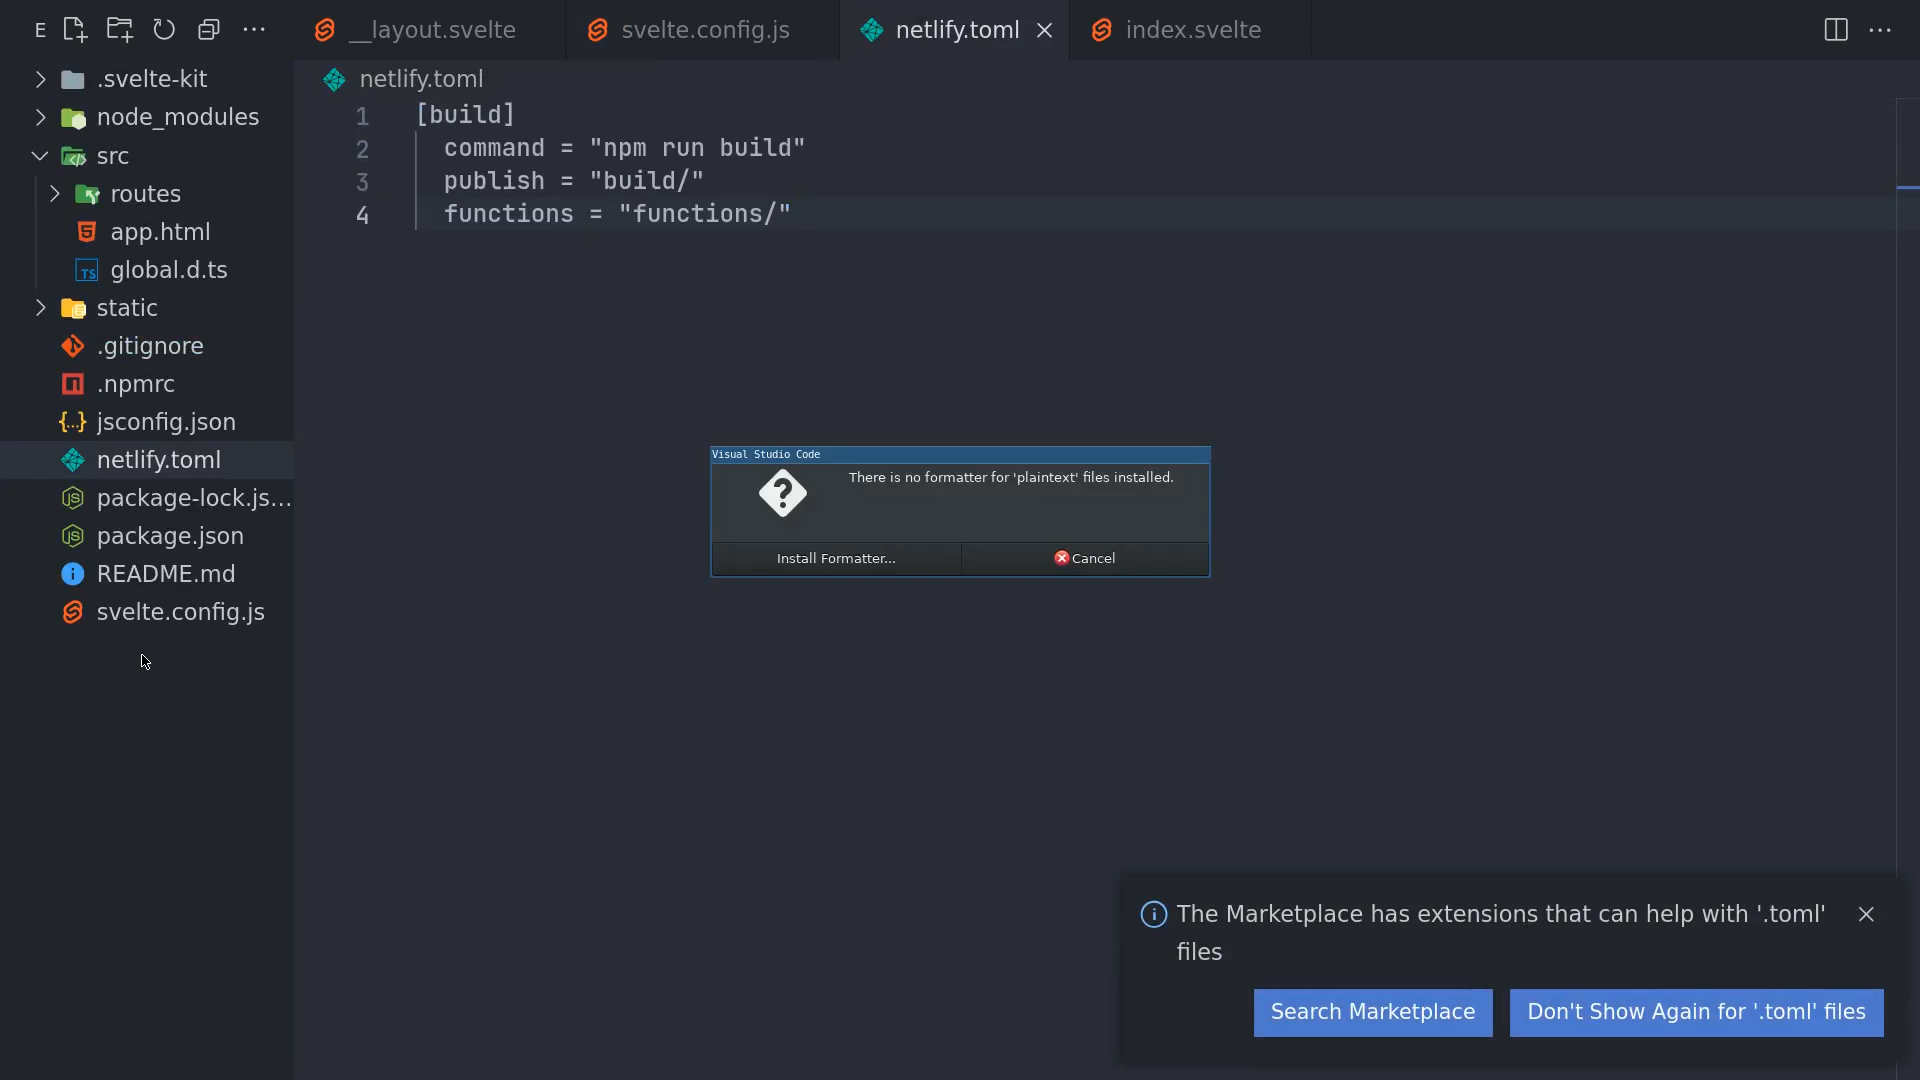 E
__layout.svelte
svelte.config.js
netlify.toml
index.svelte
.svelte-kit
node_modules
src
routes
app.html
TS global.d.ts
static
.gitignore
.npmrc
jsconfig.json
netlify.toml
package-lock.js...
package.json
README.md
svelte.config.js
netlify.toml
1 [build]
2 command = "npm run build"
3 publish = "build/"
4 functions = "functions/"
Visual Studio Code
There is no formatter for 'plaintext' files installed.
Install Formatter...
Cancel
The Marketplace has extensions that can help with '.toml'
files
Search Marketplace
Don't Show Again for '.toml' files